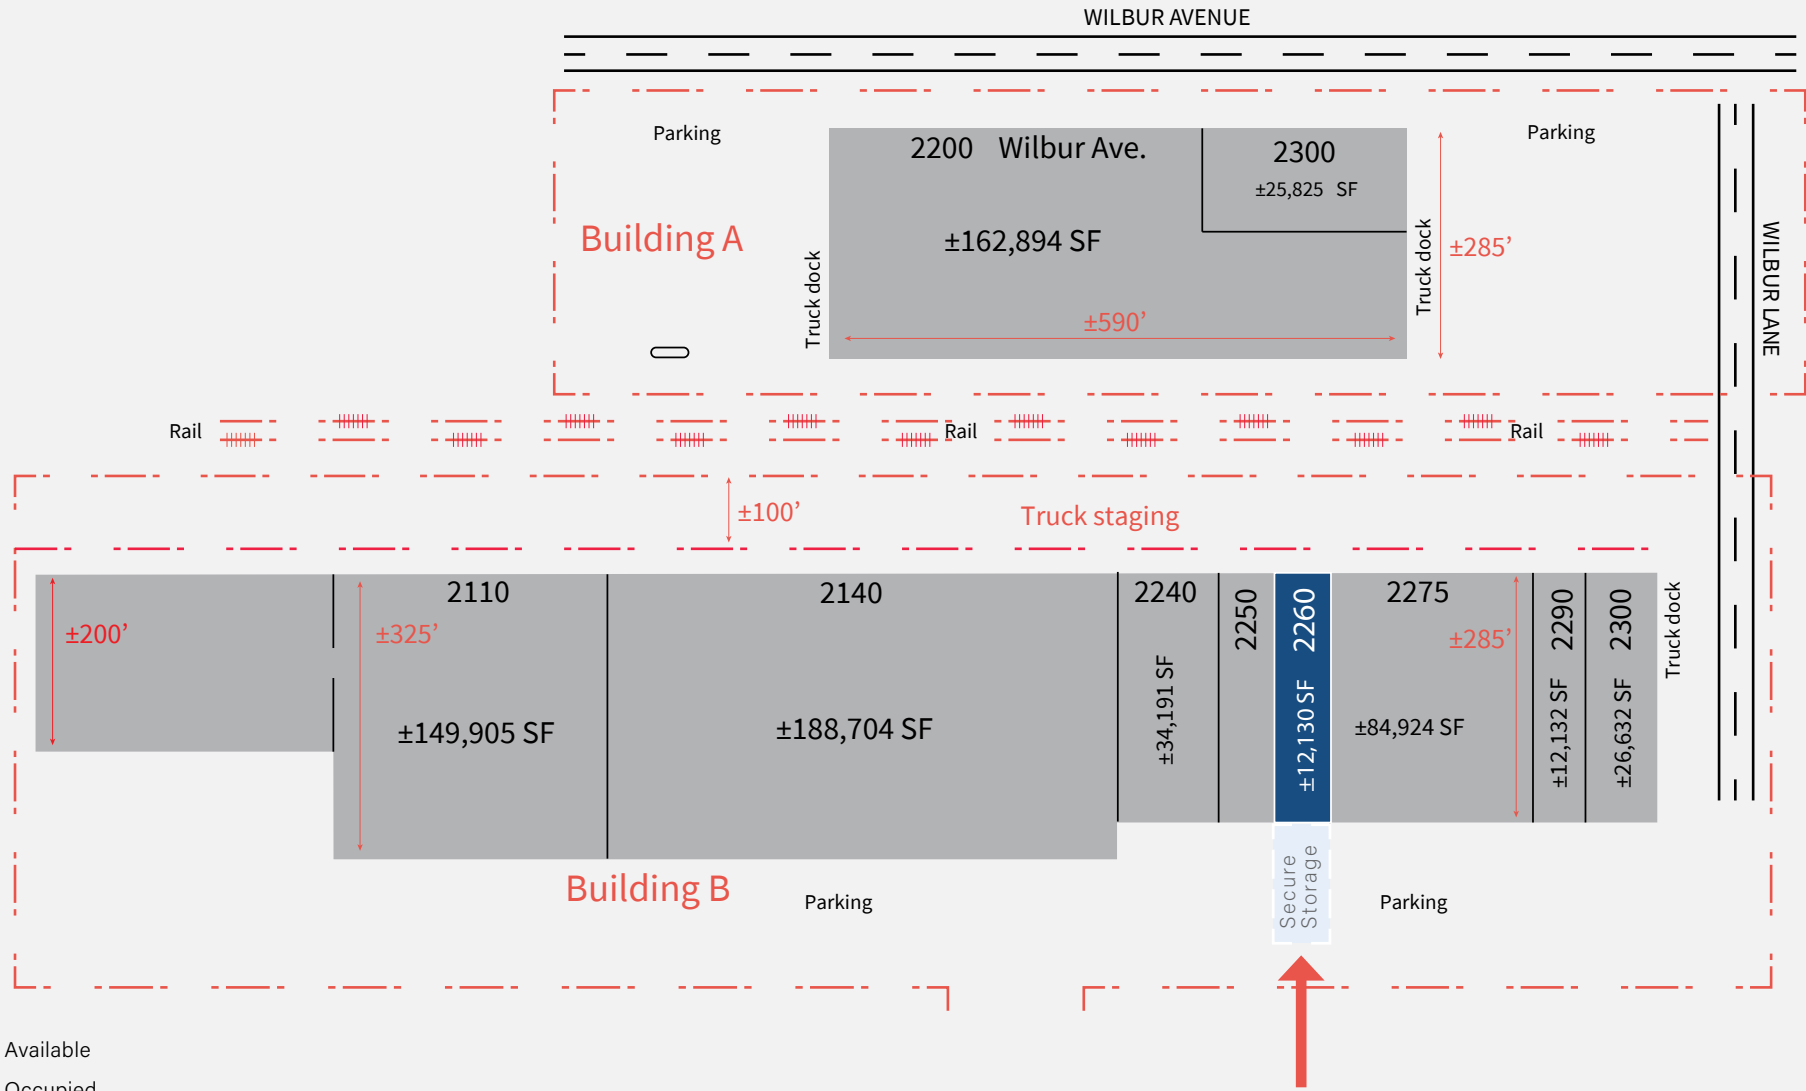 WILBUR AVENUE
Parking
2200 Wilbur Ave.
2300
±25,825 SF
Parking
Building A
±162,894 SF
Truck dock
Truck dock
±285’
±590’
WILBUR LANE
Rail
Rail
Rail
±100’
Truck staging
±200’
2110
±325’
±149,905 SF
2140
±188,704 SF
2240
±34,191 SF
2250
2260
±12,130 SF
2275
±285’
±84,924 SF
2290
±12,132 SF
2300
±26,632 SF
Truck dock
Building B
Parking
Secure
Storage
Parking
Available
Occupied